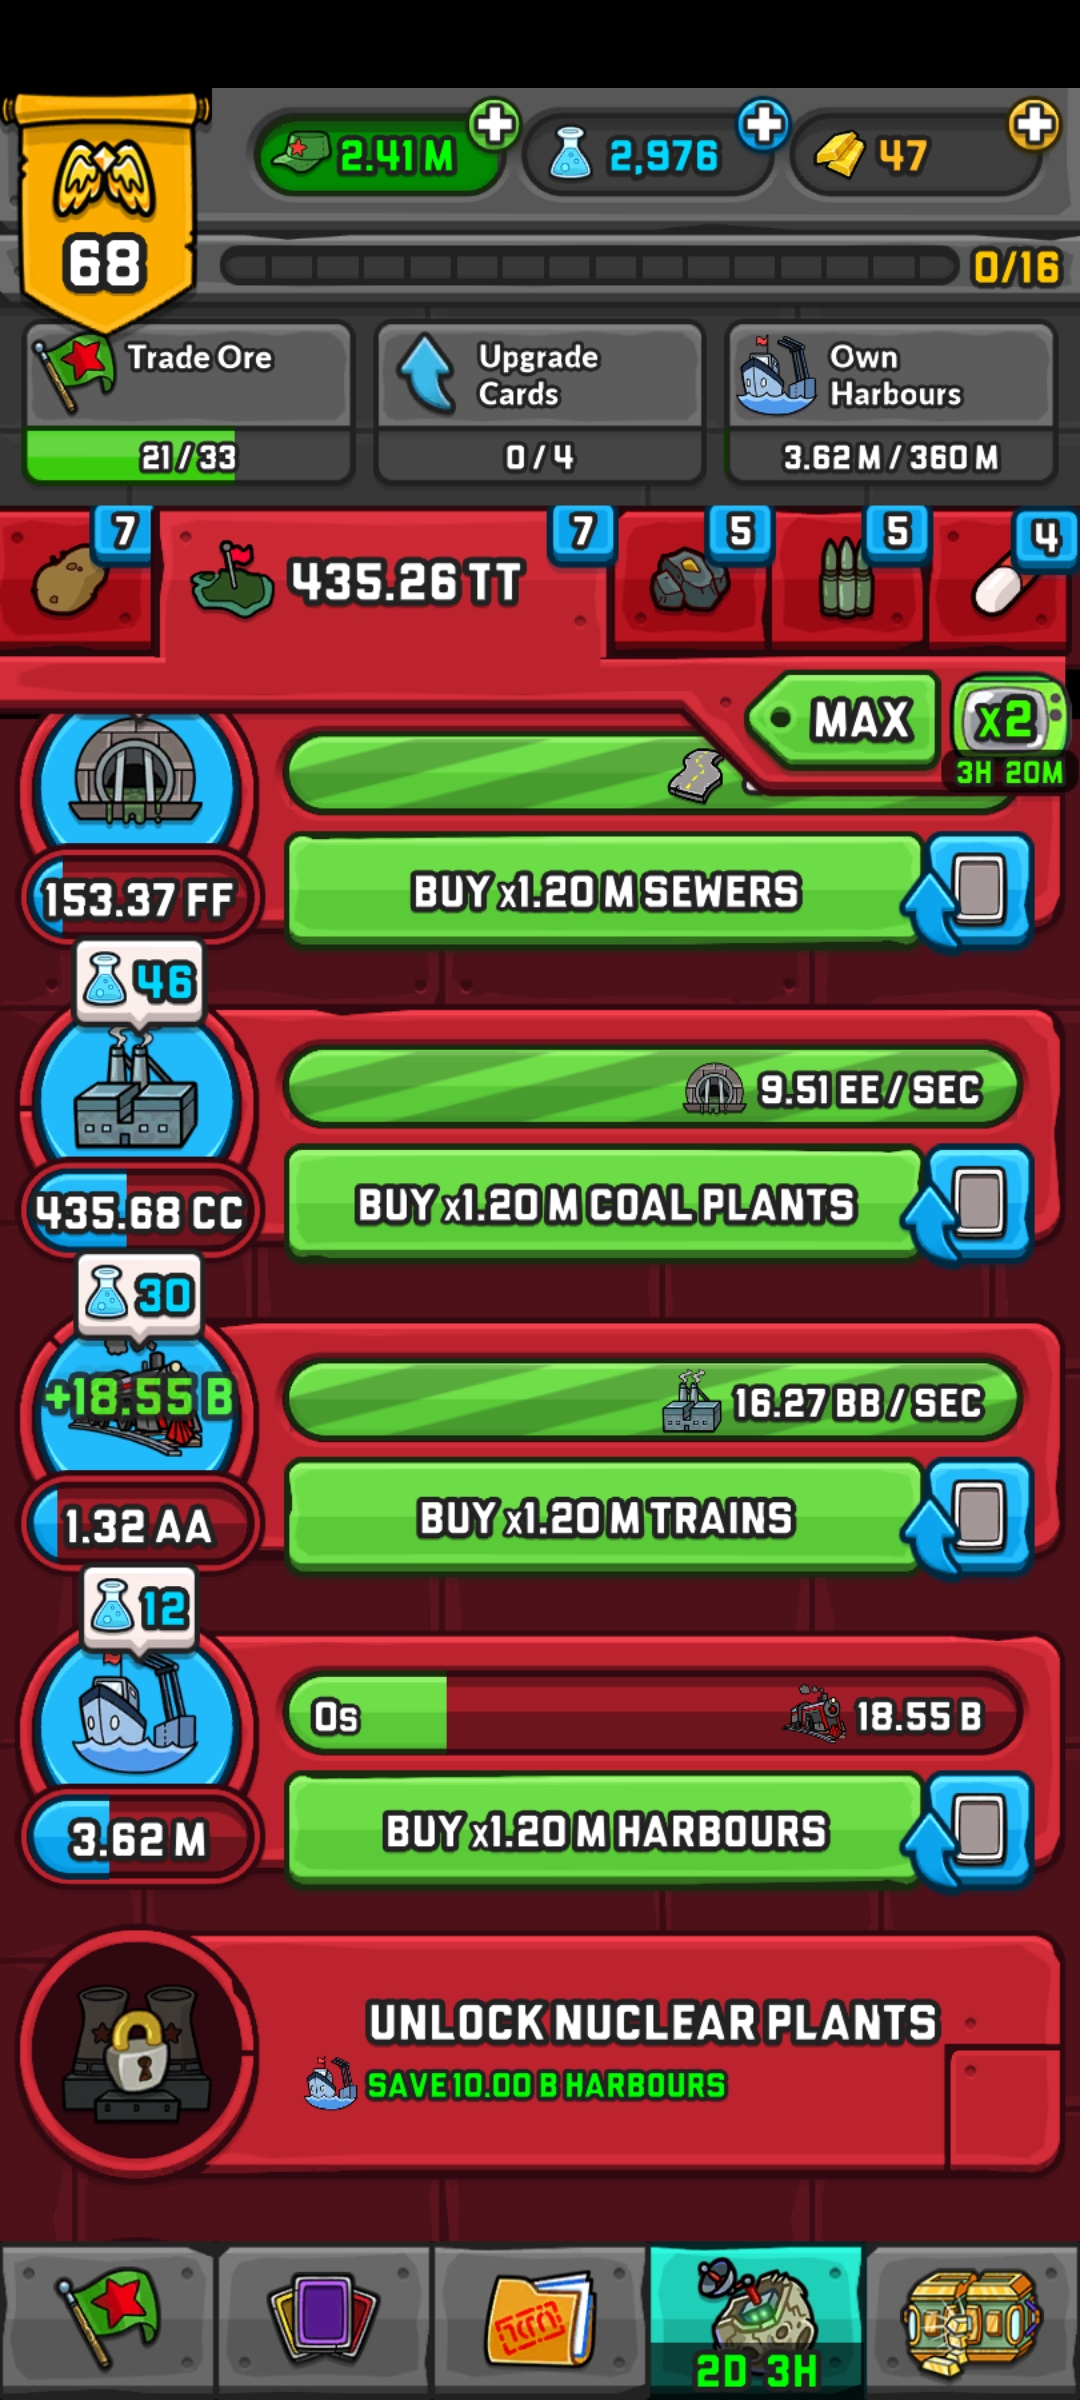 2.41 M
2,976
47
68
0/16
Trade Ore
21/33
Upgrade
Cards
0/4
Own
Harbours
3.62 M / 360 M
7
435.26 TT
7
5
5
4
MAX
x2
3H 20M
153.37 FF
BUY x1.20 M SEWERS
46
9.51 EE / SEC
435.68 CC
BUY x1.20 M COAL PLANTS
30
+18.55 B
16.27 BB / SEC
1.32 AA
BUY x1.20 M TRAINS
12
0s
18.55 B
3.62 M
BUY x1.20 M HARBOURS
UNLOCK NUCLEAR PLANTS
SAVE 10.00 B HARBOURS
2D 3H